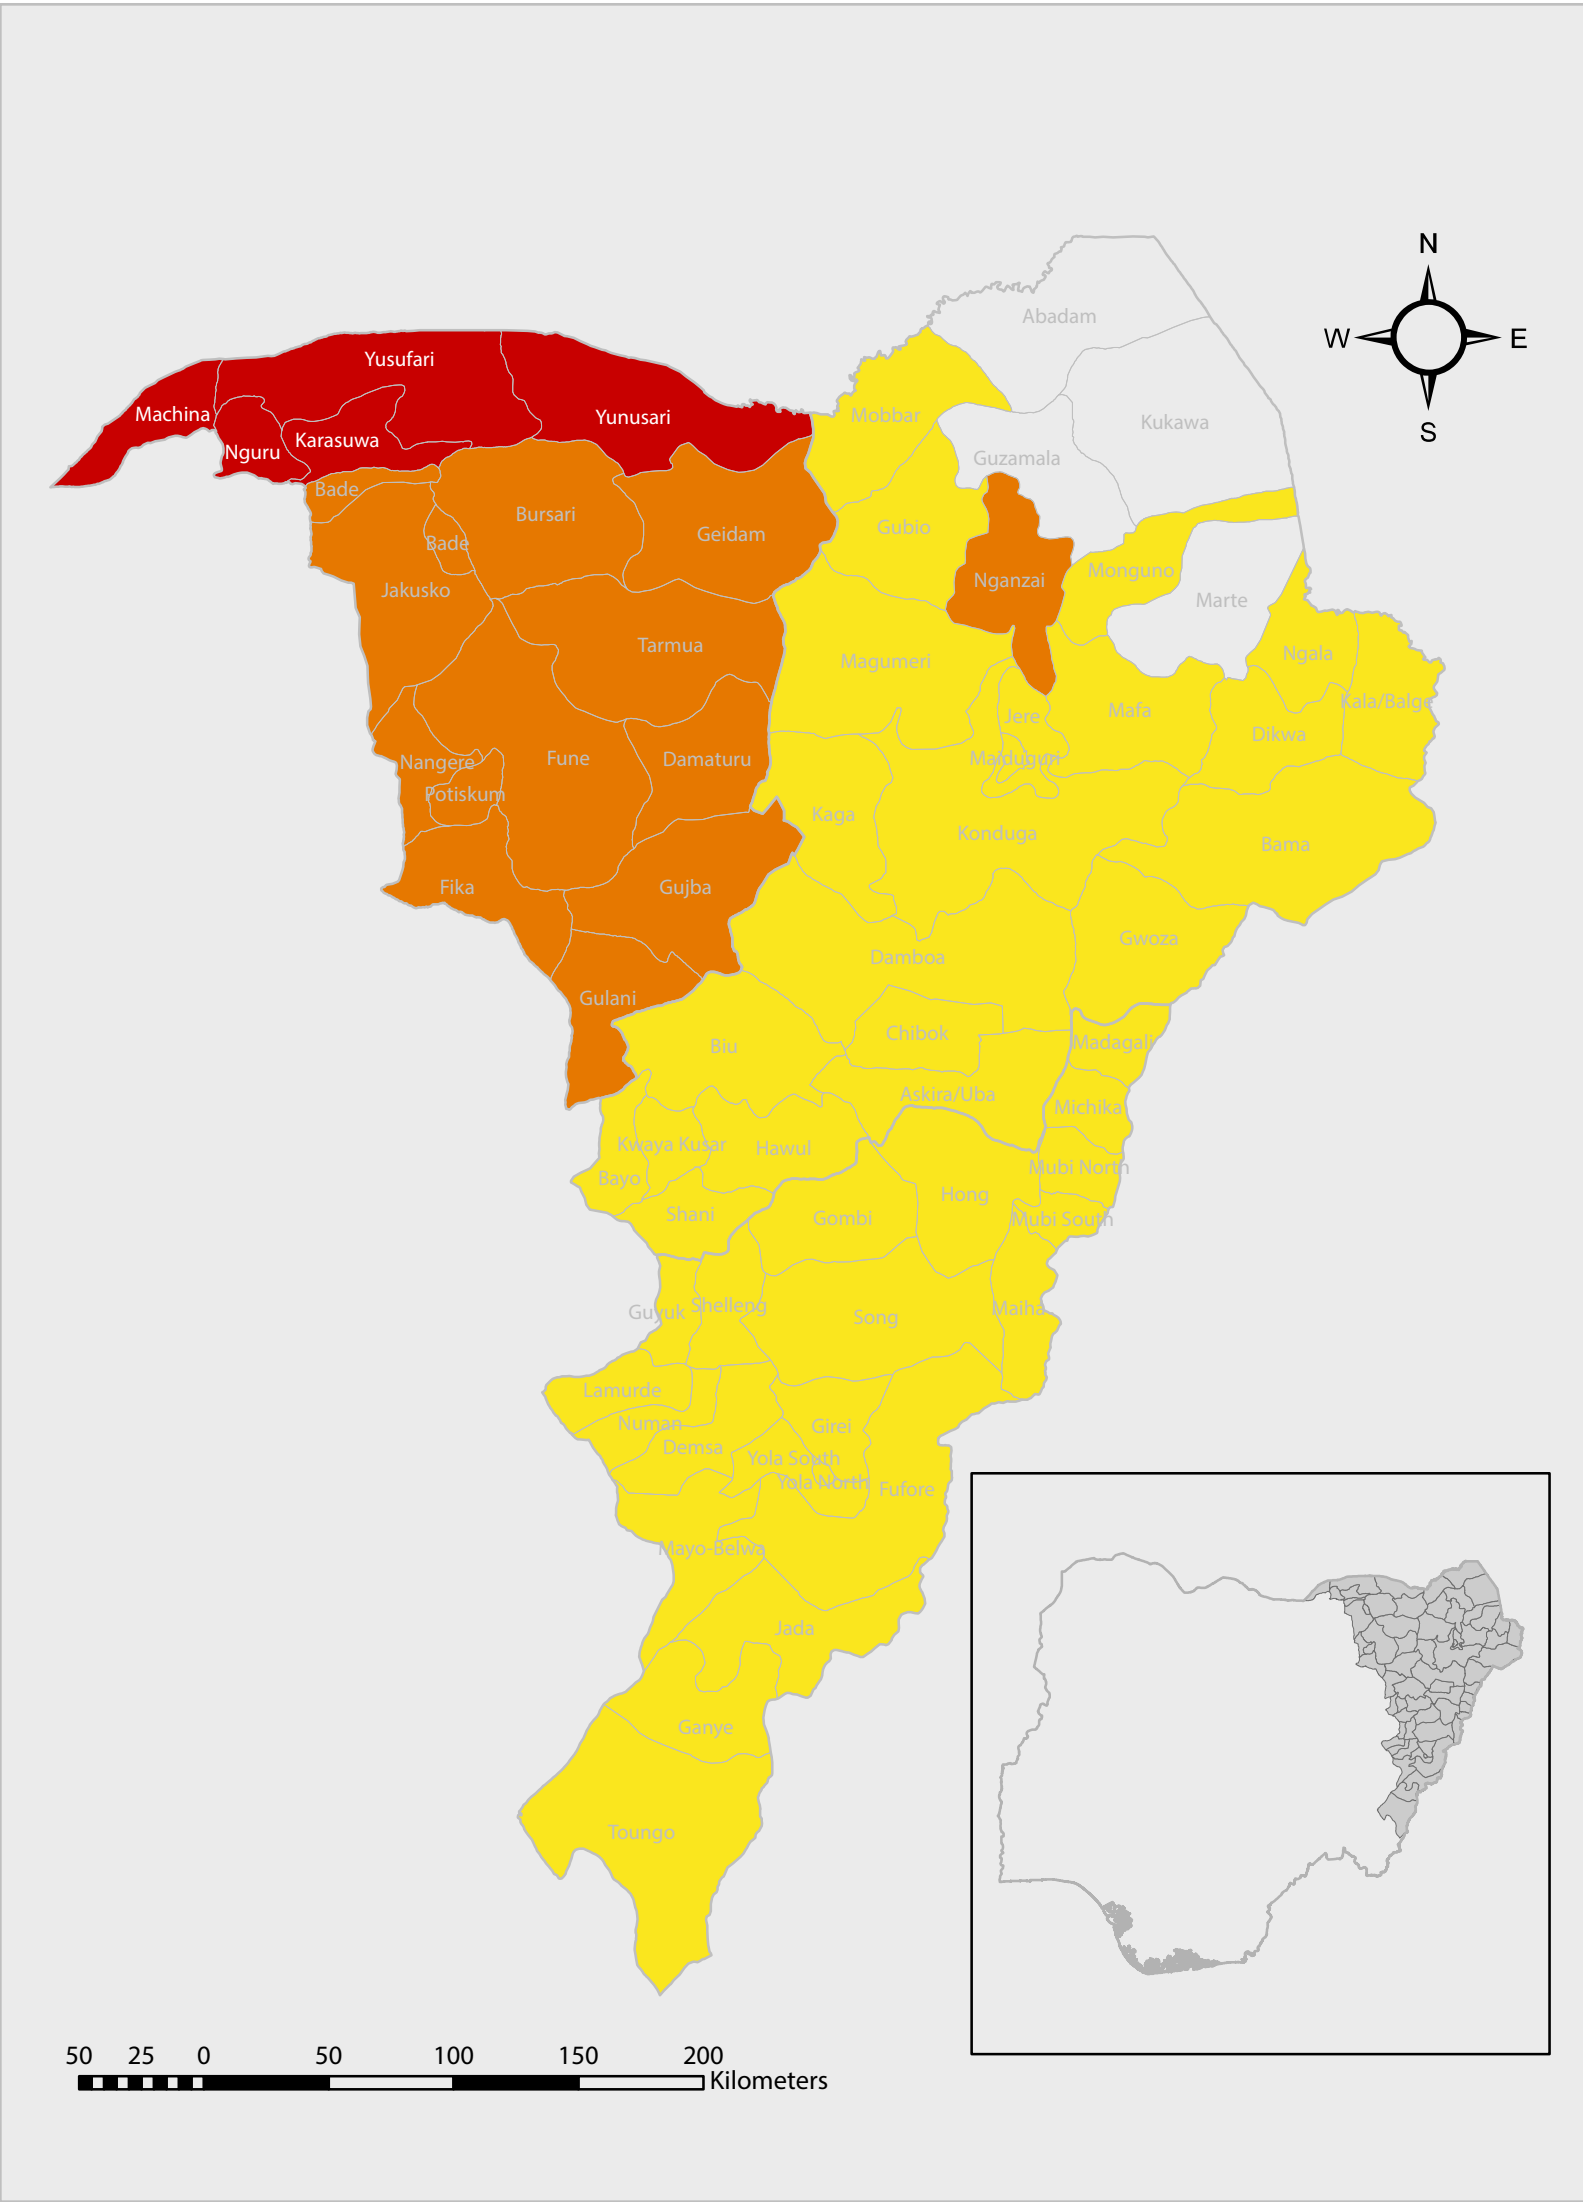 N
W E
S
Abadam
Yusufari
Machina
Yunusari
Mobbar
Kukawa
Karasuwa
Nguru
Guzamala
Bade
Bursari
Gubio
Geidam
Bade
Monguno
Nganzai
Jakusko
Marte
Tarmua
Ngala
Magumeri
Kala/Balge
Mafa
Jere
Dikwa
Fune
Damaturu
Maiduguri
Nangere
Potiskum
Kaga
Konduga
Bama
Fika
Gujba
Gwoza
Damboa
Gulani
Chibok
Madagali
Biu
Askira/Uba
Michika
Kwaya Kusar
Hawul
Mubi North
Bayo
Hong
Shani
Gombi
Mubi South
Shelleng
Maiha
Guyuk
Song
Lamurde
Numan
Girei
Demsa
Yola South
Yola North
Fufore
Mayo-Belwa
Jada
Ganye
Toungo
50 25 0 50 100 150 200
Kilometers